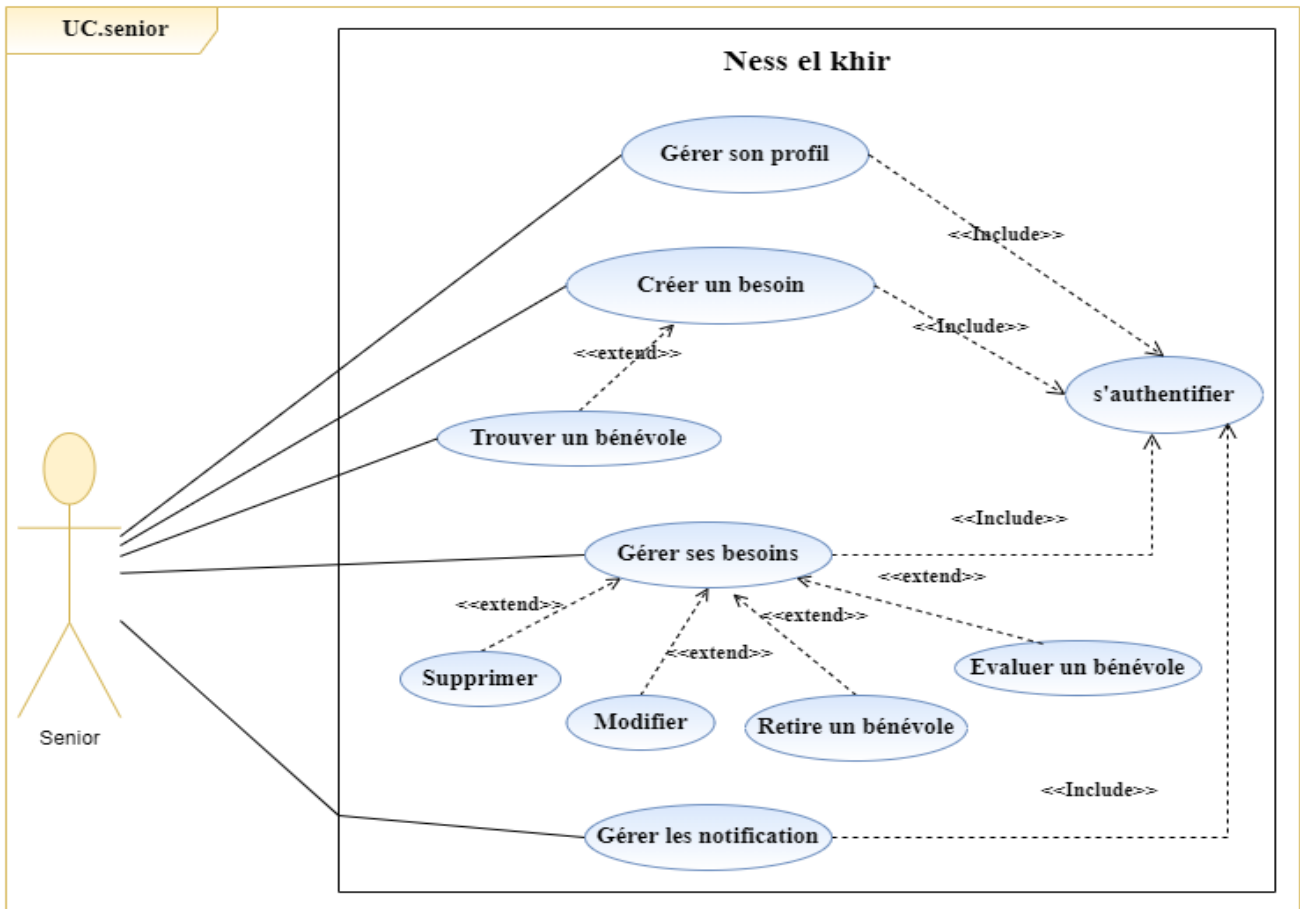 UC.senior
Ness el khir
Gérer son profil
<<Include>>
Créer un besoin
<<Include>>
<<extend>>
s'authentifier
Trouver un bénévole
<<Include>>
Gérer ses besoins
<<extend>>
<<extend>>
<<extend>>
<<extend>>
Evaluer un bénévole
Supprimer
Modifier
Retire un bénévole
Senior
<<Include>>
Gérer les notification